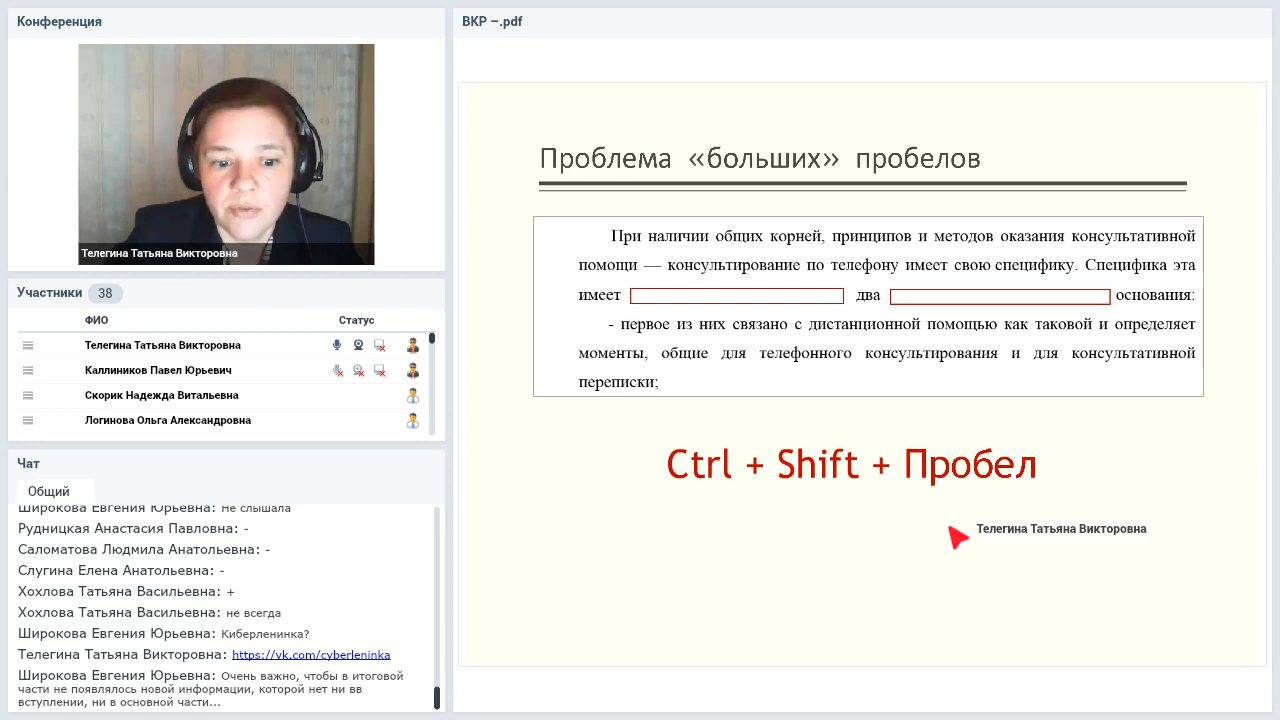 Конференция
Телегина Татьяна Викторовна
Участники 38
ФИО Статус
Телегина Татьяна Викторовна
Каллиников Павел Юрьевич
Скорик Надежда Витальевна
Логинова Ольга Александровна
Чат
Общий
Широкова Евгения Юрьевна: Не слышала
Рудницкая Анастасия Павловна: -
Саломатова Людмила Анатольевна: -
Слугина Елена Анатольевна: -
Хохлова Татьяна Васильевна: +
Хохлова Татьяна Васильевна: не всегда
Широкова Евгения Юрьевна: Киберленинка?
Телегина Татьяна Викторовна: https://vk.com/cyberleninka
Широкова Евгения Юрьевна: Очень важно, чтобы в итоговой
части не появлялось новой информации, которой нет ни вв
вступлении, ни в основной части...
ВКР –.pdf
Проблема «больших» пробелов
При наличии общих корней, принципов и методов оказания консультативной
помощи — консультирование по телефону имеет свою специфику. Специфика эта
имеет два основания:
- первое из них связано с дистанционной помощью как таковой и определяет
моменты, общие для телефонного консультирования и для консультативной
переписки;
Ctrl + Shift + Пробел
Телегина Татьяна Викторовна